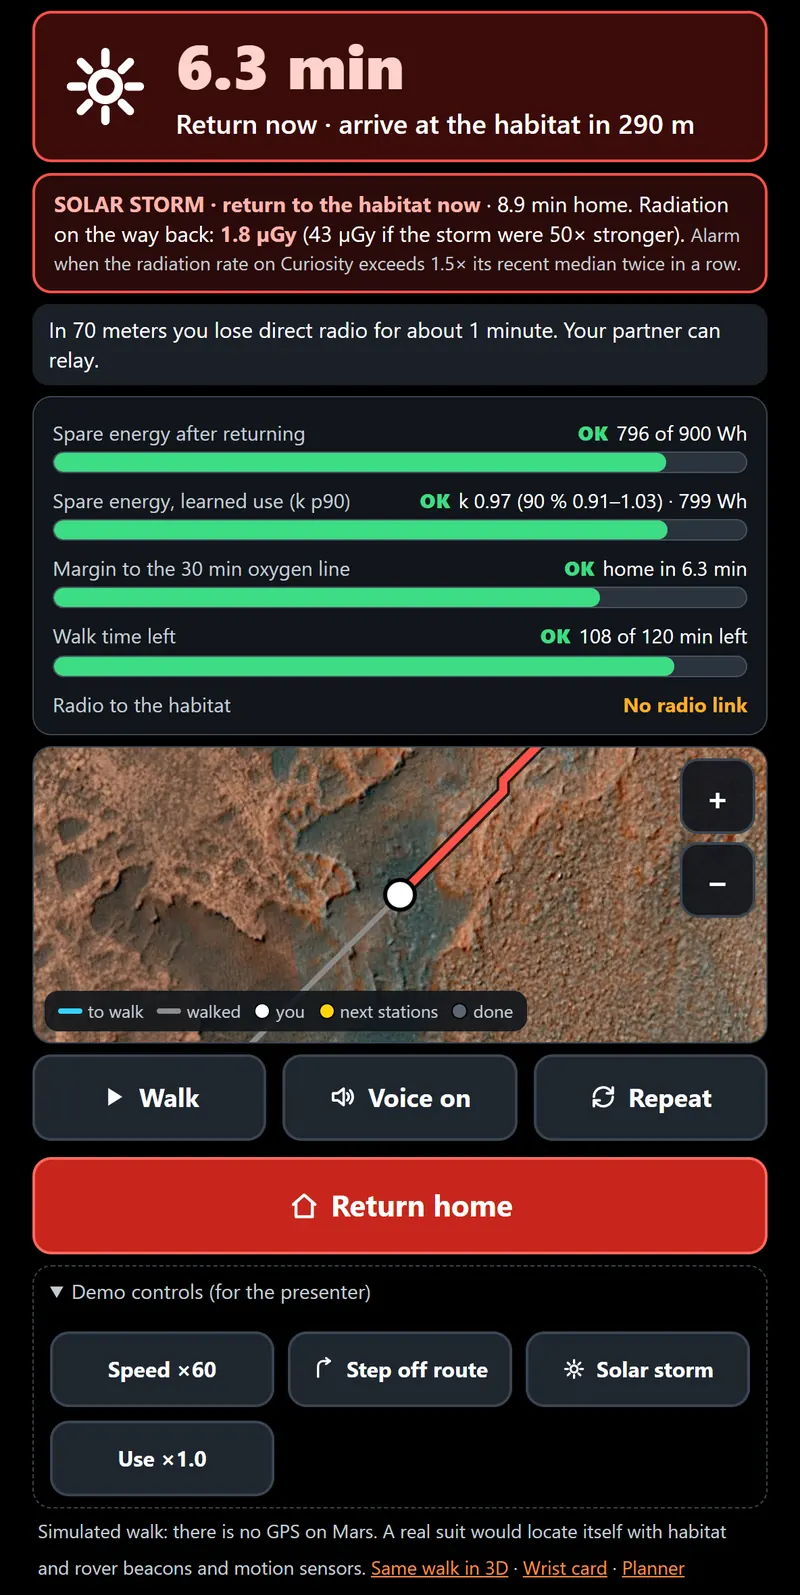 6.3 min
Return now · arrive at the habitat in 290 m
SOLAR STORM · return to the habitat now · 8.9 min home. Radiation
on the way back: 1.8 μGy (43 μGy if the storm were 50× stronger). Alarm
when the radiation rate on Curiosity exceeds 1.5× its recent median twice in a row.
In 70 meters you lose direct radio for about 1 minute. Your partner can
relay.
Spare energy after returning OK 796 of 900 Wh
Spare energy, learned use (k p90) OK k 0.97 (90 % 0.91–1.03) · 799 Wh
Margin to the 30 min oxygen line OK home in 6.3 min
Walk time left OK 108 of 120 min left
Radio to the habitat No radio link
+
−
to walk walked you next stations done
Walk Voice on Repeat
Return home
▼ Demo controls (for the presenter)
Speed ×60 Step off route Solar storm
Use ×1.0
Simulated walk: there is no GPS on Mars. A real suit would locate itself with habitat
and rover beacons and motion sensors. Same walk in 3D · Wrist card · Planner